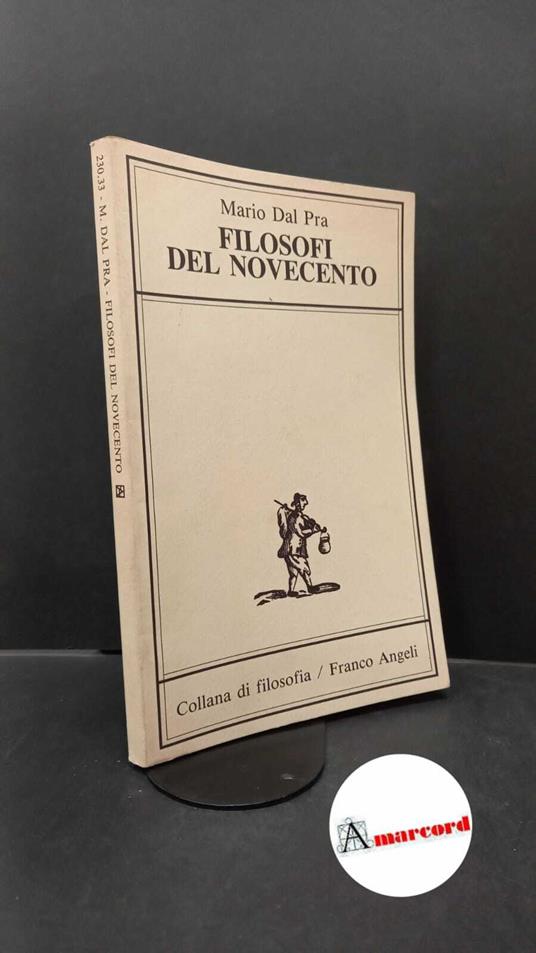 230.33 - M. DAL PRA - FILOSOFI DEL NOVECENTO
Mario Dal Pra
FILOSOFI
DEL NOVECENTO
Collana di filosofia / Franco Angeli
Amarcord